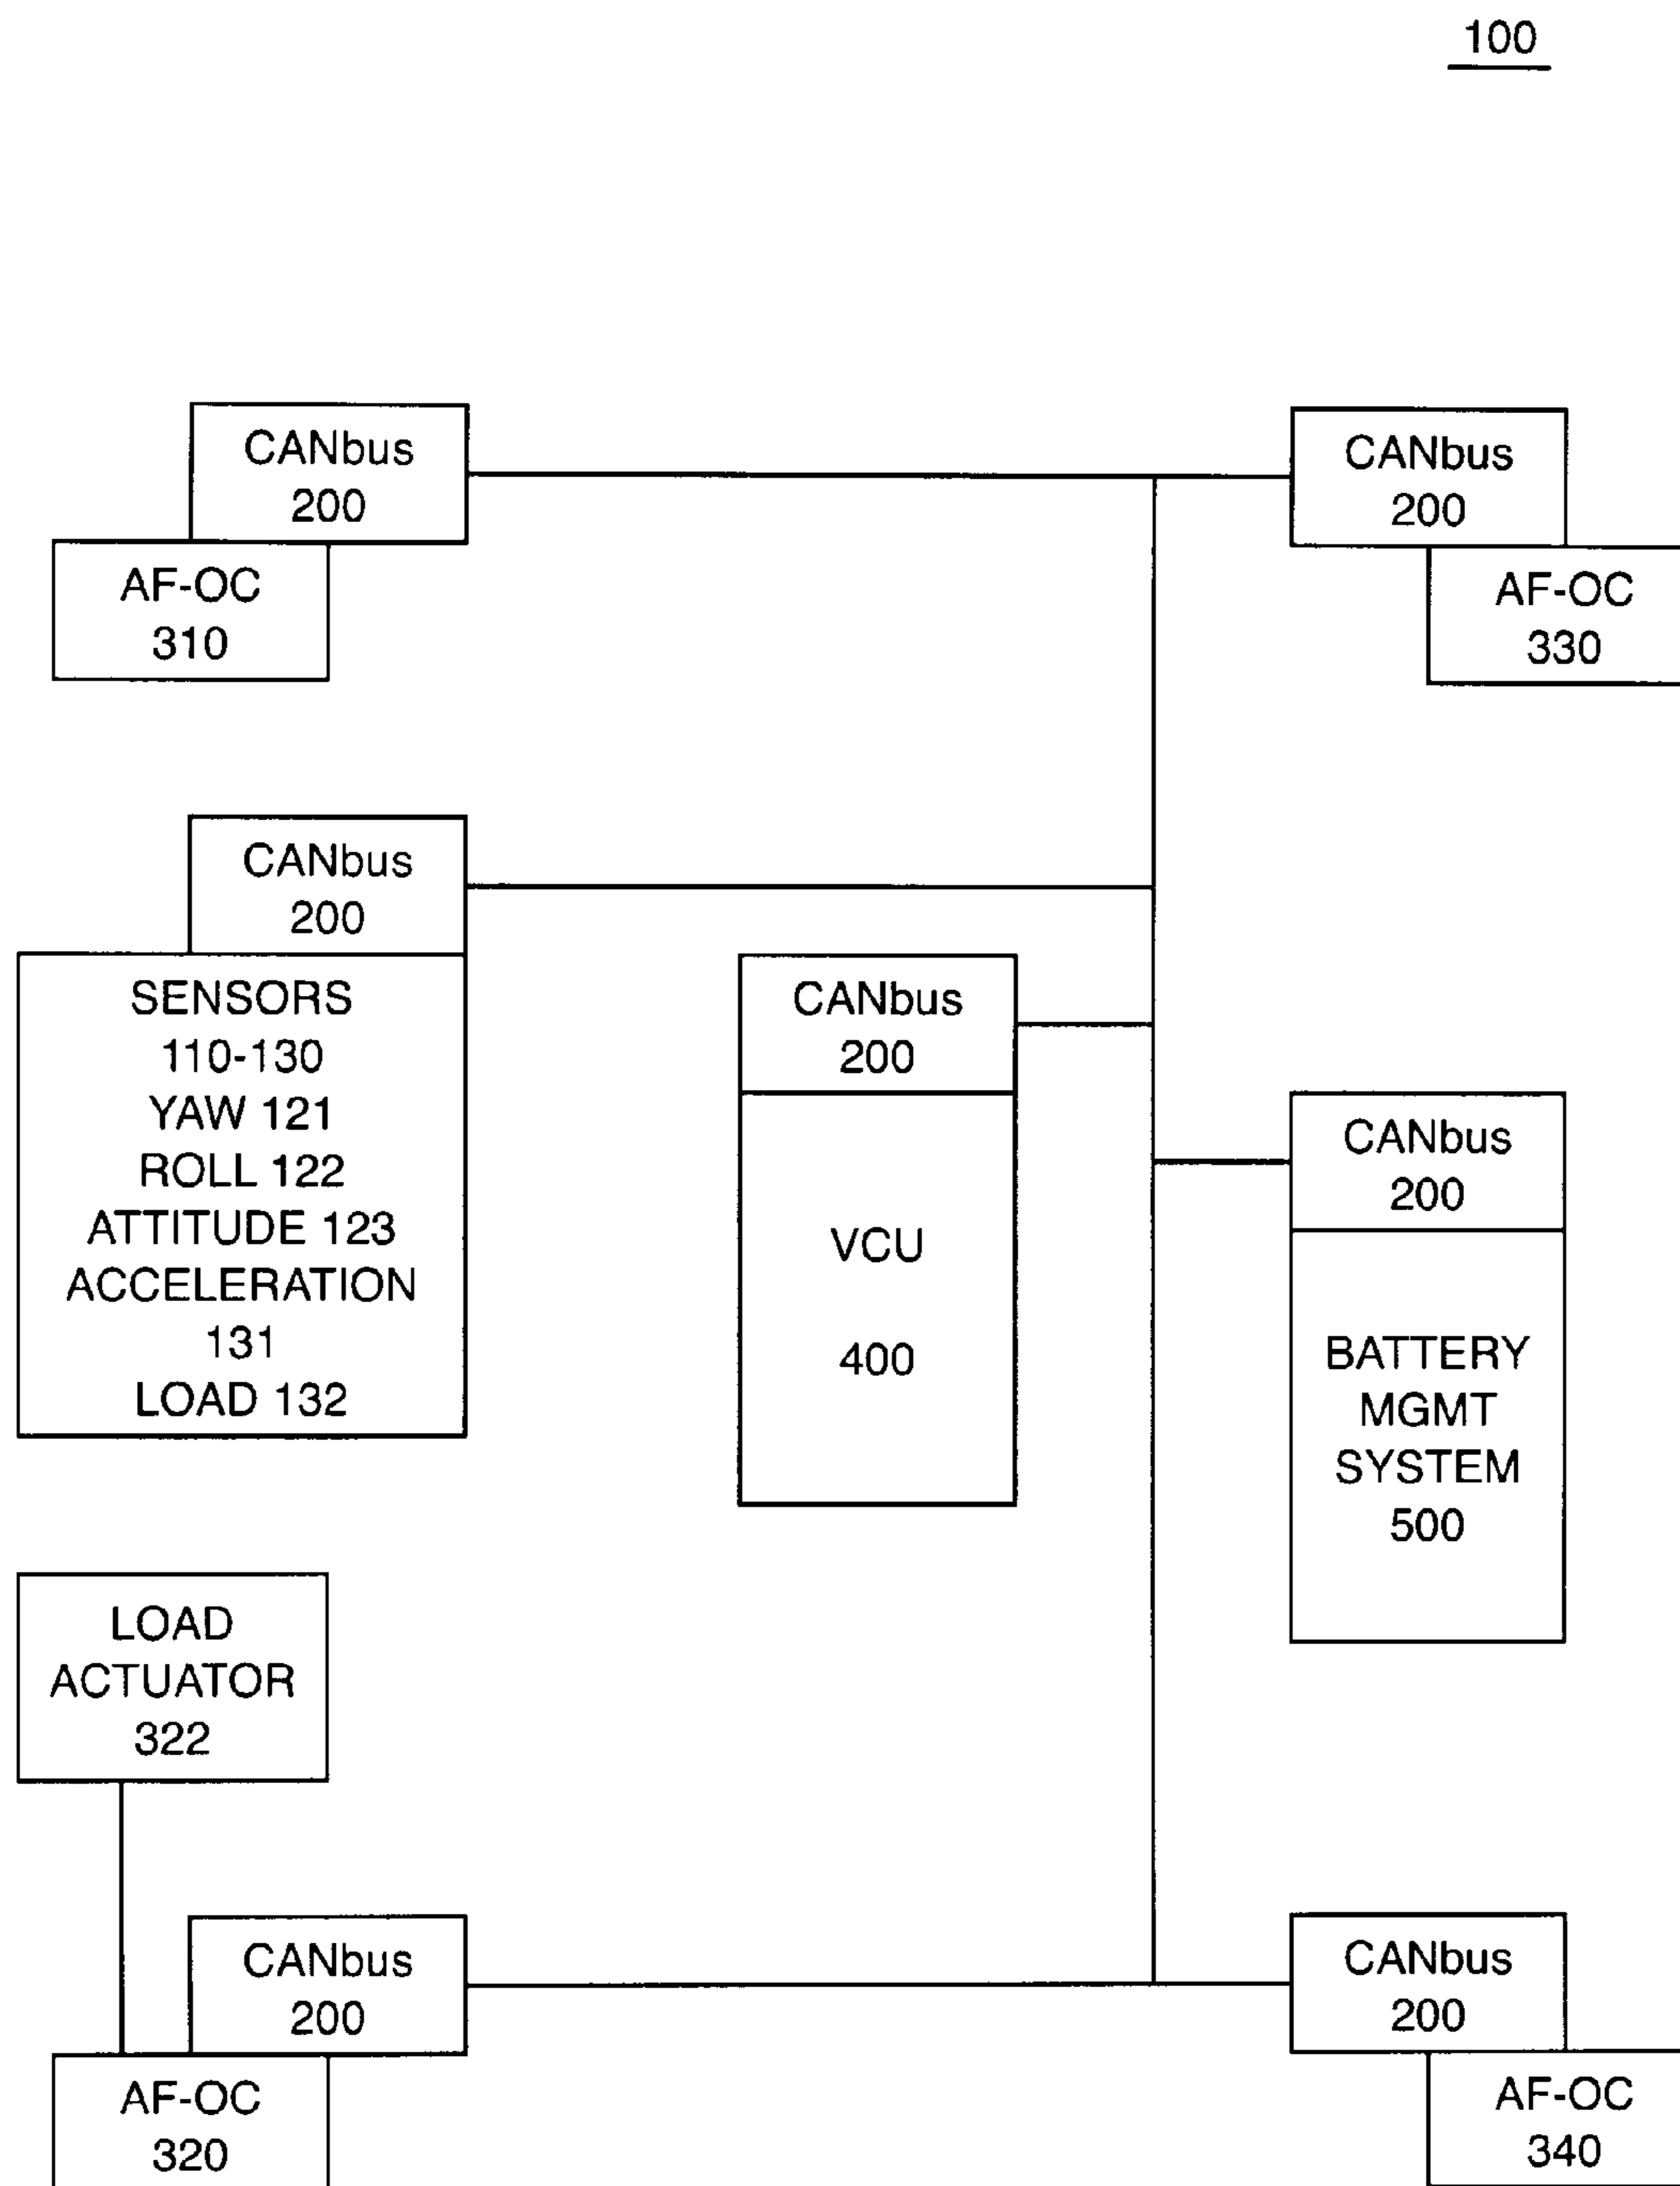 100
CANbus
200
AF-OC
310
CANbus
200
AF-OC
330
CANbus
200
SENSORS
110-130
YAW 121
ROLL 122
ATTITUDE 123
ACCELERATION
131
LOAD 132
CANbus
200
VCU
400
CANbus
200
BATTERY
MGMT
SYSTEM
500
LOAD
ACTUATOR
322
CANbus
200
AF-OC
320
CANbus
200
AF-OC
340